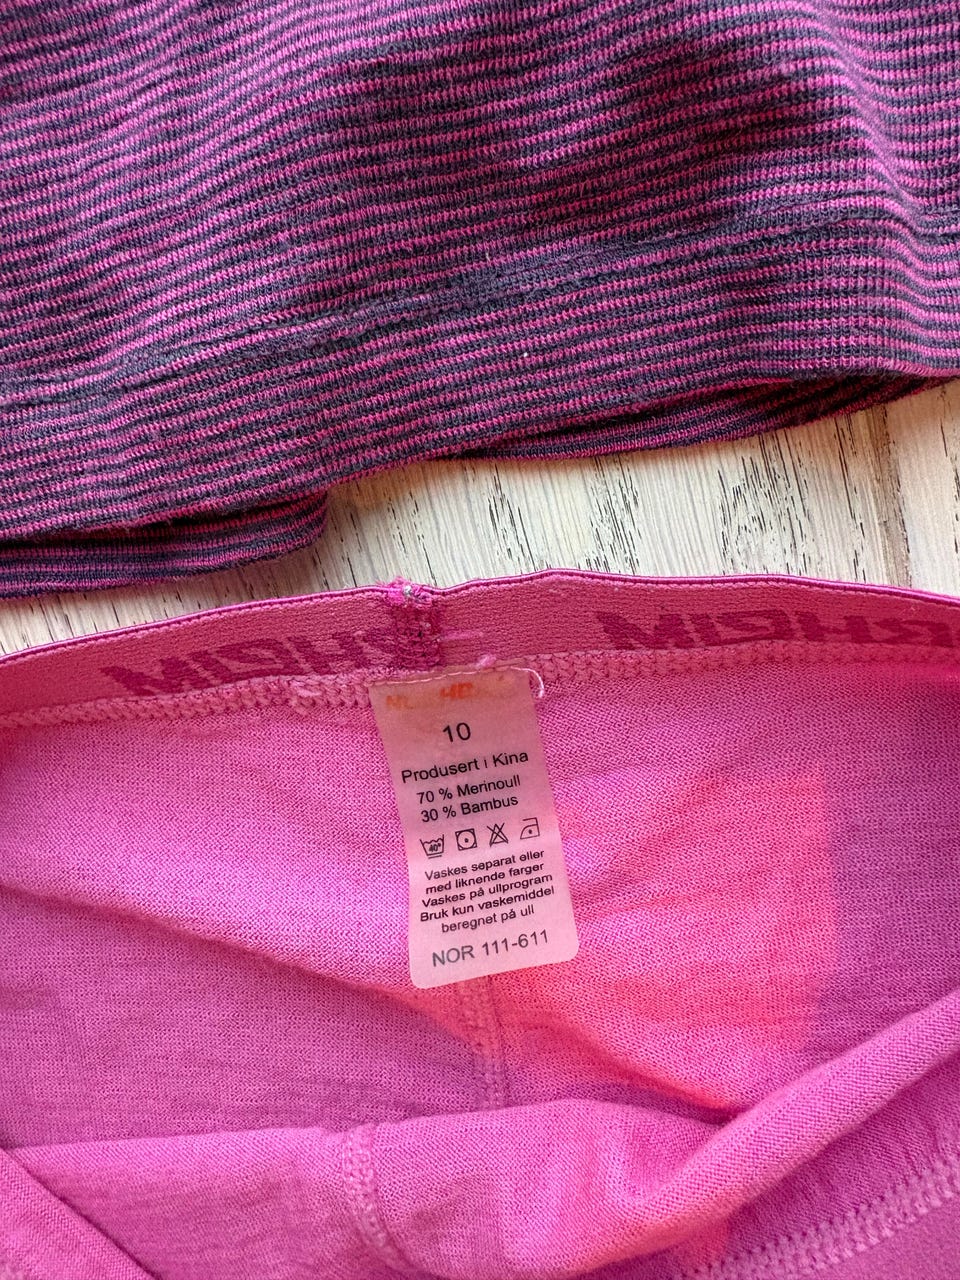 10
Produsert i Kina
70 % Merinoull
30 % Bambus
40°
Vaskes separat eller
med liknende farger
Vaskes på ullprogram
Bruk kun vaskemiddel
beregnet på ull
NOR 111-611